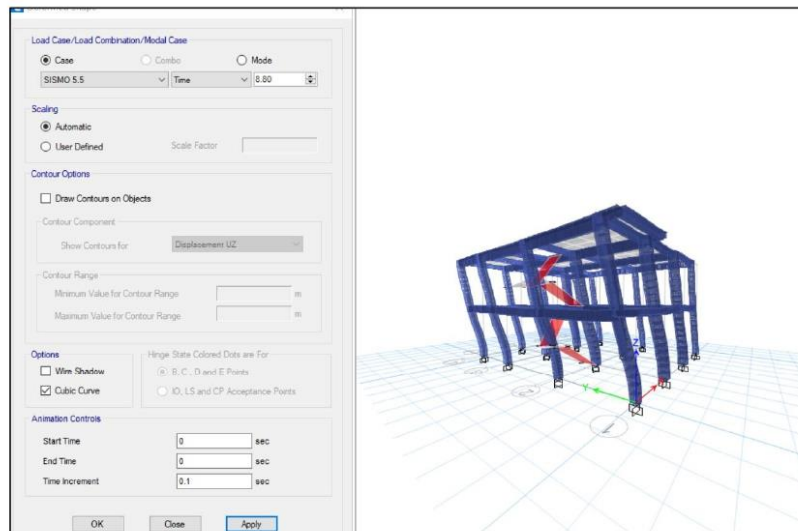 Load Case/Load Combination/Modal Case
Case Combo Mode
SISMO 5.5 Time 8.80
Scaling
Automatic
User Defined Scale Factor
Contour Options
Draw Contours on Objects
Contour Component
Show Contours for Displacement UZ
Contour Range
Minimum Value for Contour Range m
Maximum Value for Contour Range m
Options Hinge State Colored Dots are For
Wire Shadow B, C, D and E Points
Cubic Curve IO, LS and CP Acceptance Points
Animation Controls
Start Time 0 sec
End Time 0 sec
Time Increment 0.1 sec
OK Close Apply
Z
Y